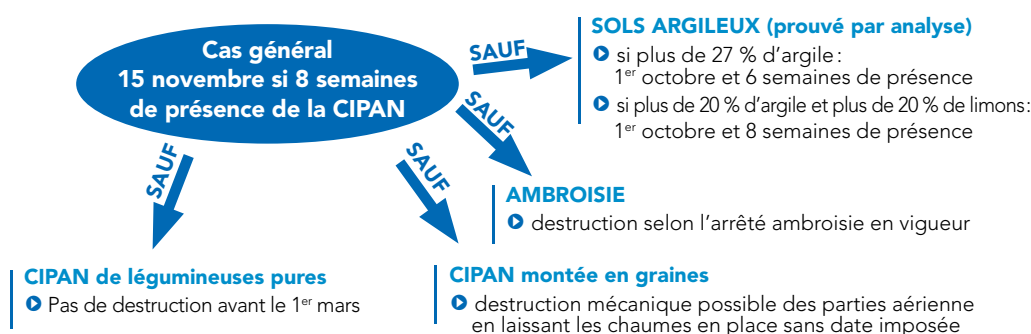 Cas général
15 novembre si 8 semaines
de présence de la CIPAN
SAUF
SOLS ARGILEUX (prouvé par analyse)
si plus de 27 % d'argile :
1er octobre et 6 semaines de présence
si plus de 20 % d'argile et plus de 20 % de limons :
1er octobre et 8 semaines de présence
SAUF
AMBROISIE
destruction selon l'arrêté ambroisie en vigueur
SAUF
CIPAN de légumineuses pures
Pas de destruction avant le 1er mars
SAUF
CIPAN montée en graines
destruction mécanique possible des parties aérienne
en laissant les chaumes en place sans date imposée